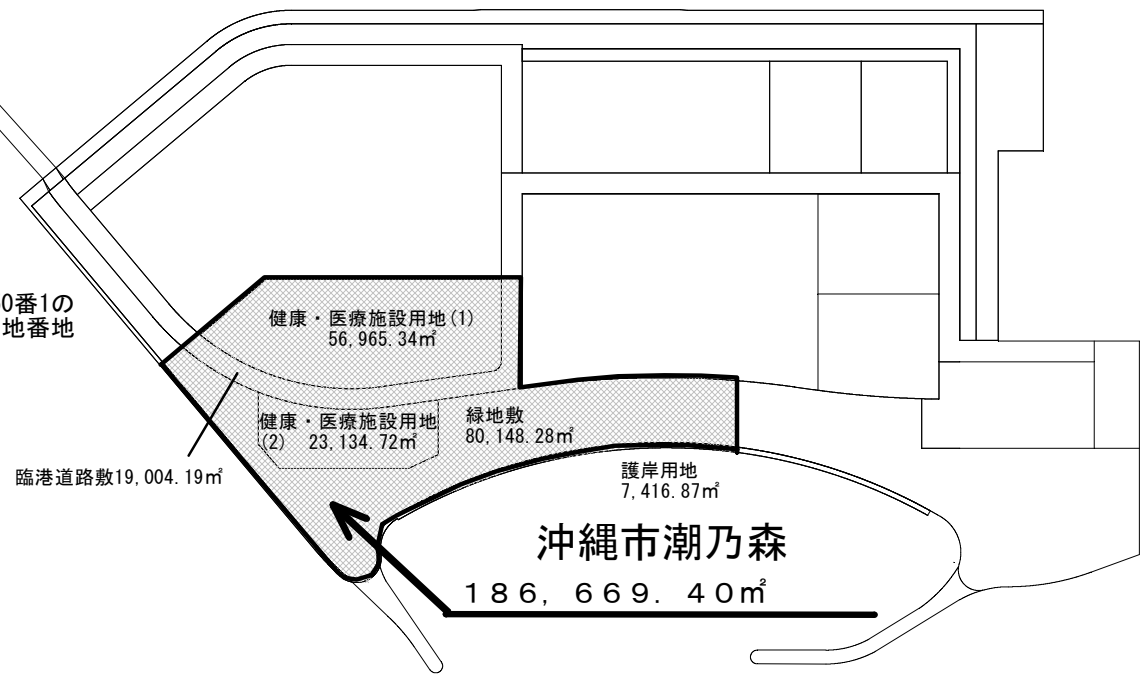 0番1の
地番地
健康・医療施設用地(1)
56,965.34㎡
健康・医療施設用地
(2) 23,134.72㎡
緑地敷
80,148.28㎡
臨港道路敷19,004.19㎡
護岸用地
7,416.87㎡
沖縄市潮乃森
186,669.40㎡